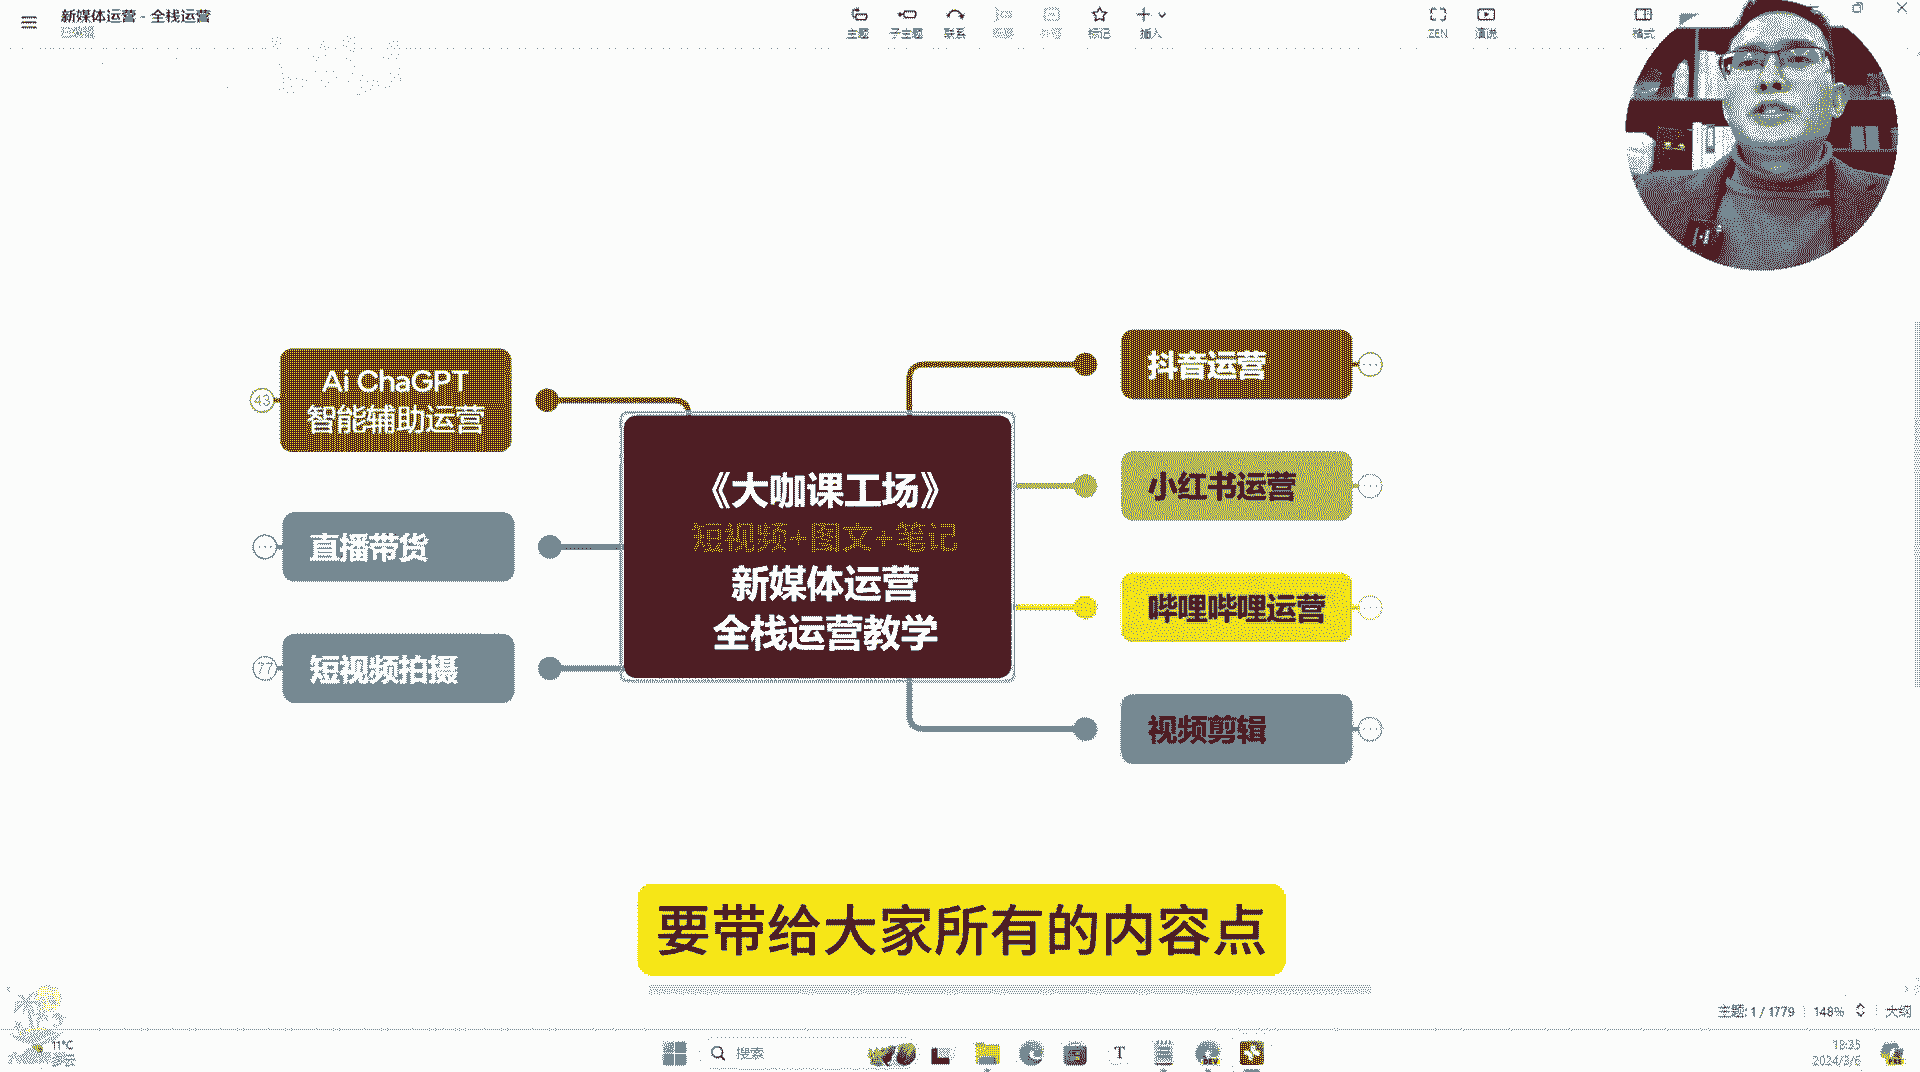 新媒体运营 - 全栈运营
已编辑
主题
子主题
联系
概要
外框
标记
插入
ZEN
演说
格式
Ai ChaGPT
智能辅助运营
43
直播带货
短视频拍摄
77
《大咖课工场》
短视频+图文+笔记
新媒体运营
全栈运营教学
抖音运营
小红书运营
哔哩哔哩运营
视频剪辑
要带给大家所有的内容点
主题: 1 / 1779
148%
大纲
11°C
多云
搜索
T
DEV
18:35
2024/3/6